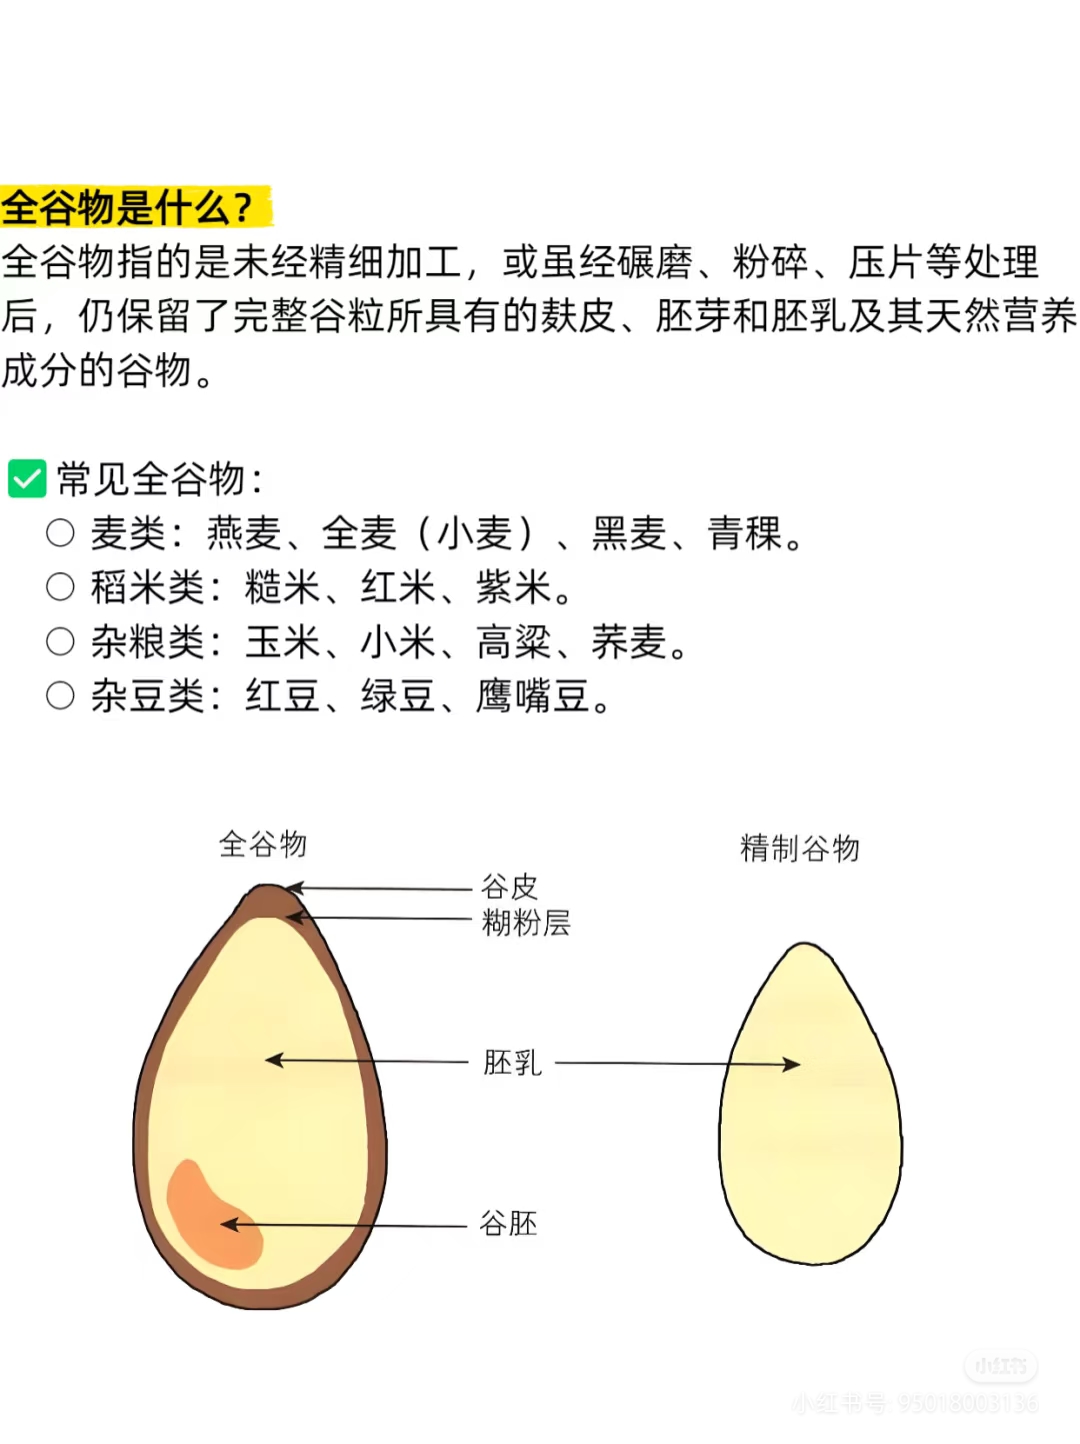 全谷物是什么？
全谷物指的是未经精细加工，或虽经碾磨、粉碎、压片等处理
后，仍保留了完整谷粒所具有的麸皮、胚芽和胚乳及其天然营养
成分的谷物。
常见全谷物：
麦类：燕麦、全麦（小麦）、黑麦、青稞。
稻米类：糙米、红米、紫米。
杂粮类：玉米、小米、高粱、荞麦。
杂豆类：红豆、绿豆、鹰嘴豆。
全谷物
精制谷物
谷皮
糊粉层
胚乳
谷胚
小红书
小红书号: 95018003136